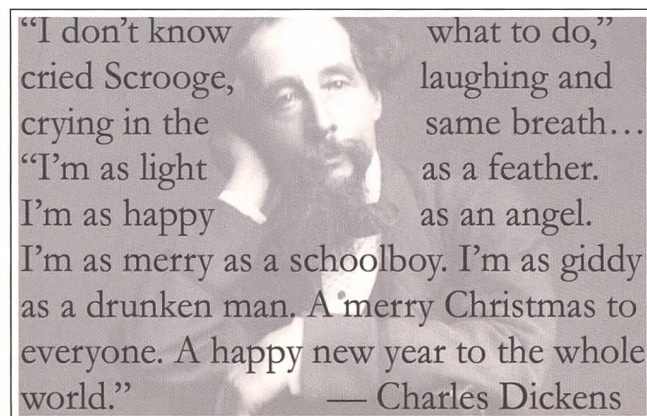 “I don’t know what to do,”
cried Scrooge, laughing and
crying in the same breath…
“I’m as light as a feather.
I’m as happy as an angel.
I’m as merry as a schoolboy. I’m as giddy
as a drunken man. A merry Christmas to
everyone. A happy new year to the whole
world.” — Charles Dickens